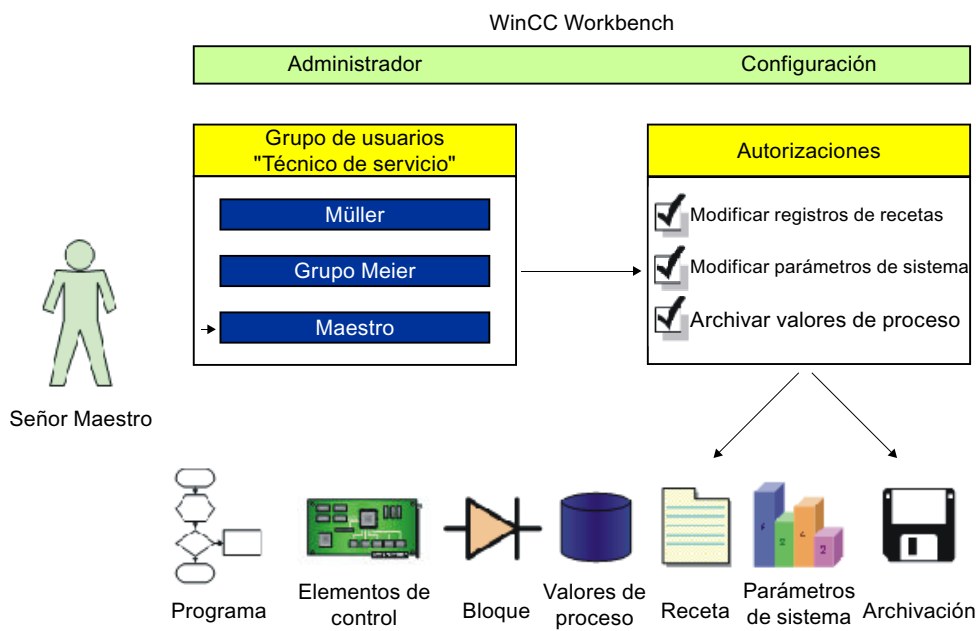 WinCC Workbench
Administrador
Configuración
Grupo de usuarios
"Técnico de servicio"
Autorizaciones
Müller
Grupo Meier
Maestro
Modificar registros de recetas
Modificar parámetros de sistema
Archivar valores de proceso
Señor Maestro
Programa
Elementos de
control
Bloque
Valores de
proceso
Receta
Parámetros
de sistema
Archivación